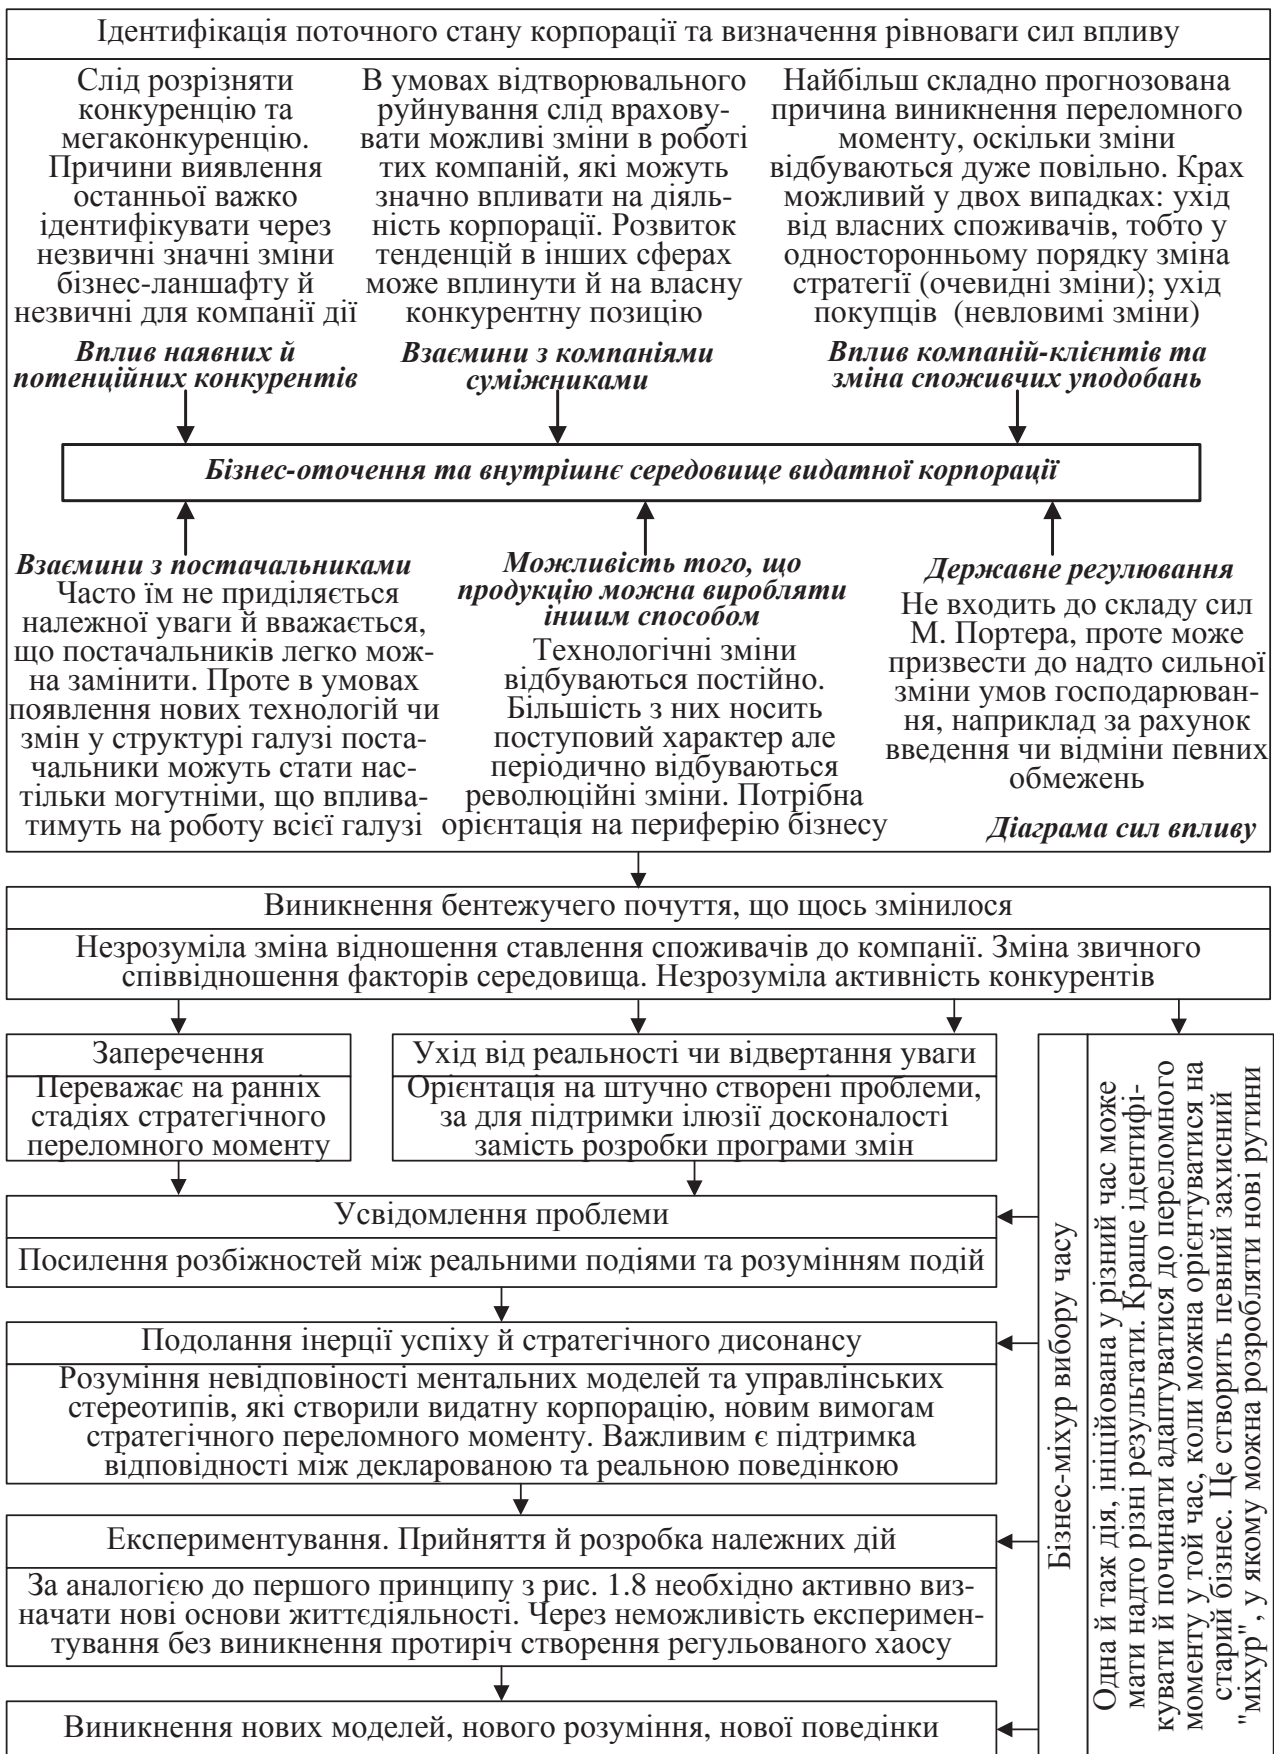 Ідентифікація поточного стану корпорації та визначення рівноваги сил впливу
Слід розрізняти
конкуренцію та
мегаконкуренцію.
Причини виявлення
останньої важко
ідентифікувати через
незвичні значні зміни
бізнес-ланшафту й
незвичні для компанії дії
Вплив наявних й
потенційних конкурентів
В умовах відтворювального
руйнування слід врахову-
вати можливі зміни в роботі
тих компаній, які можуть
значно впливати на діяль-
ність корпорації. Розвиток
тенденцій в інших сферах
може вплинути й на власну
конкурентну позицію
Взаємини з компаніями
суміжниками
Найбільш складно прогнозована
причина виникнення переломного
моменту, оскільки зміни
відбуваються дуже повільно. Крах
можливий у двох випадках: ухід
від власних споживачів, тобто у
односторонньому порядку зміна
стратегії (очевидні зміни); ухід
покупців (невловимі зміни)
Вплив компаній-клієнтів та
зміна споживчих уподобань
Бізнес-оточення та внутрішнє середовище видатної корпорації
Взаємини з постачальниками
Часто їм не приділяється
належної уваги й вважається,
що постачальників легко мож-
на замінити. Проте в умовах
появлення нових технологій чи
змін у структурі галузі поста-
чальники можуть стати нас-
тільки могутніми, що вплива-
тимуть на роботу всієї галузі
Можливість того, що
продукцію можна виробляти
іншим способом
Технологічні зміни
відбуваються постійно.
Більшість з них носить
поступовий характер але
періодично відбуваються
революційні зміни. Потрібна
орієнтація на периферію бізнесу
Державне регулювання
Не входить до складу сил
М. Портера, проте може
призвести до надто сильної
зміни умов господарюван-
ня, наприклад за рахунок
введення чи відміни певних
обмежень
Діаграма сил впливу
Виникнення бентежучого почуття, що щось змінилося
Незрозуміла зміна відношення ставлення споживачів до компанії. Зміна звичного
співвідношення факторів середовища. Незрозуміла активність конкурентів
Заперечення
Переважає на ранніх
стадіях стратегічного
переломного моменту
Ухід від реальності чи відвертання уваги
Орієнтація на штучно створені проблеми,
за для підтримки ілюзії досконалості
замість розробки програми змін
Усвідомлення проблеми
Посилення розбіжностей між реальними подіями та розумінням подій
Подолання інерції успіху й стратегічного дисонансу
Розуміння невідповіності ментальних моделей та управлінських
стереотипів, які створили видатну корпорацію, новим вимогам
стратегічного переломного моменту. Важливим є підтримка
відповідності між декларованою та реальною поведінкою
Експериментування. Прийняття й розробка належних дій
За аналогією до першого принципу з рис. 1.8 необхідно активно виз-
начати нові основи життєдіяльності. Через неможливість експеримен-
тування без виникнення протиріч створення регульованого хаосу
Виникнення нових моделей, нового розуміння, нової поведінки
Бізнес-міхур вибору часу
Одна й таж дія, ініційована у різний час може
мати надто різні результати. Краще ідентифі-
кувати й починати адаптуватися до переломного
моменту у той час, коли можна орієнтуватися на
старий бізнес. Це створить певний захисний
"міхур", у якому можна розробляти нові рутини